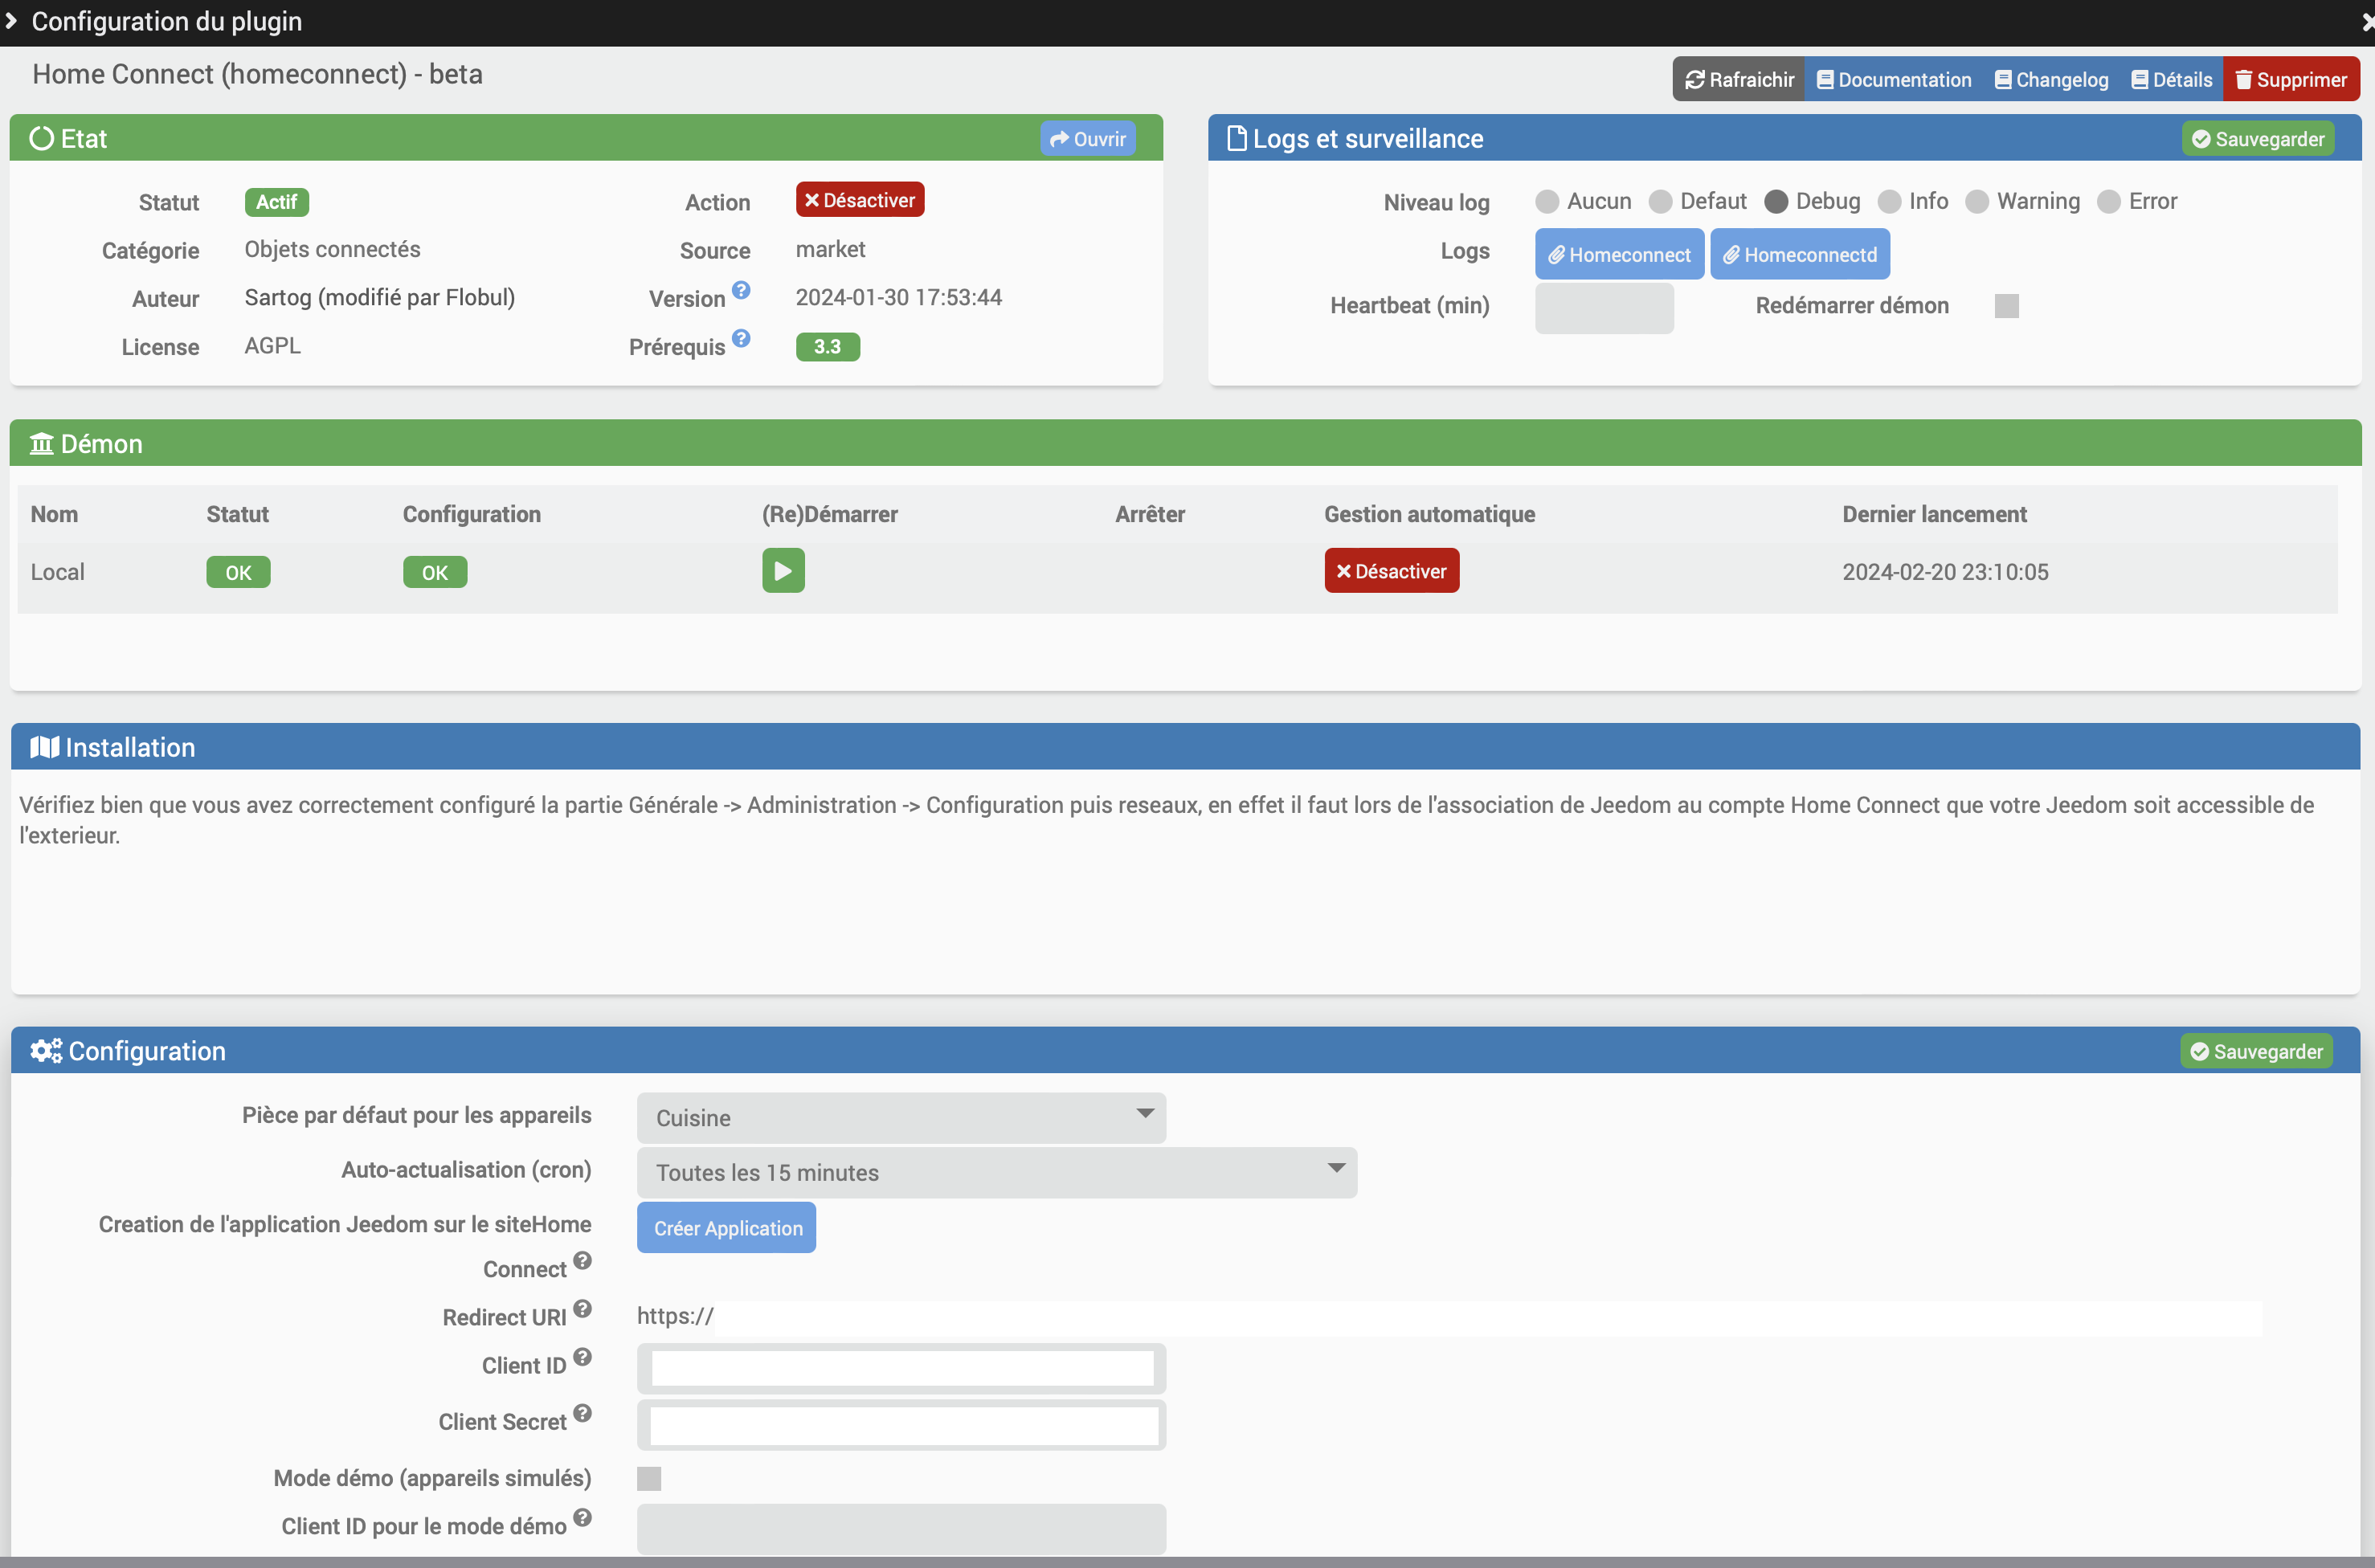 Configuration du plugin
Home Connect (homeconnect) - beta
Rafraichir Documentation Changelog Détails Supprimer
Etat Ouvrir
Statut Actif Action Désactiver
Catégorie Objets connectés Source market
Auteur Sartog (modifié par Flobul) Version 2024-01-30 17:53:44
License AGPL Prérequis 3.3
Logs et surveillance Sauvegarder
Niveau log Aucun Defaut Debug Info Warning Error
Logs Homeconnect Homeconnectd
Heartbeat (min) Redémarrer démon
Démon
Nom Statut Configuration (Re)Démarrer Arrêter Gestion automatique Dernier lancement
Local OK OK Désactiver 2024-02-20 23:10:05
Installation
Vérifiez bien que vous avez correctement configuré la partie Générale -> Administration -> Configuration puis reseaux, en effet il faut lors de l'association de Jeedom au compte Home Connect que votre Jeedom soit accessible de
l'exterieur.
Configuration Sauvegarder
Pièce par défaut pour les appareils Cuisine
Auto-actualisation (cron) Toutes les 15 minutes
Creation de l'application Jeedom sur le siteHome Créer Application
Connect
Redirect URI https://
Client ID
Client Secret
Mode démo (appareils simulés)
Client ID pour le mode démo